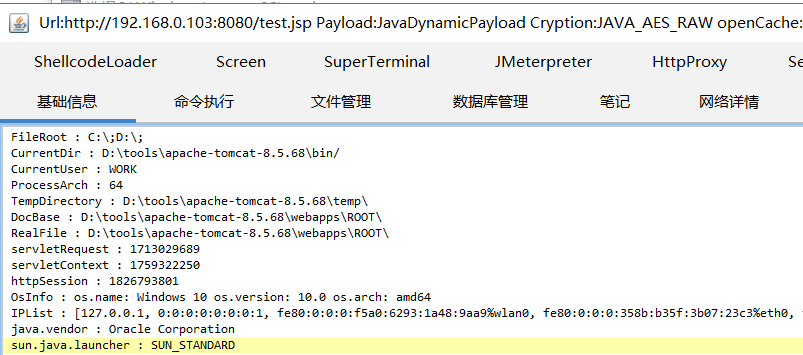 Url:http://192.168.0.103:8080/test.jsp Payload:JavaDynamicPayload Cryption:JAVA_AES_RAW openCache:
ShellcodeLoader Screen SuperTerminal JMeterpreter HttpProxy Se
基础信息 命令执行 文件管理 数据库管理 笔记 网络详情
FileRoot : C:\;D:\;
CurrentDir : D:\tools\apache-tomcat-8.5.68\bin/
CurrentUser : WORK
ProcessArch : 64
TempDirectory : D:\tools\apache-tomcat-8.5.68\temp\
DocBase : D:\tools\apache-tomcat-8.5.68\webapps\ROOT\
RealFile : D:\tools\apache-tomcat-8.5.68\webapps\ROOT\
servletRequest : 1713029689
servletContext : 1759322250
httpSession : 1826793801
OsInfo : os.name: Windows 10 os.version: 10.0 os.arch: amd64
IPList : [127.0.0.1, 0:0:0:0:0:0:0:1, fe80:0:0:0:f5a0:6293:1a48:9aa9%wlan0, fe80:0:0:0:358b:b35f:3b07:23c3%eth0,
java.vendor : Oracle Corporation
sun.java.launcher : SUN_STANDARD